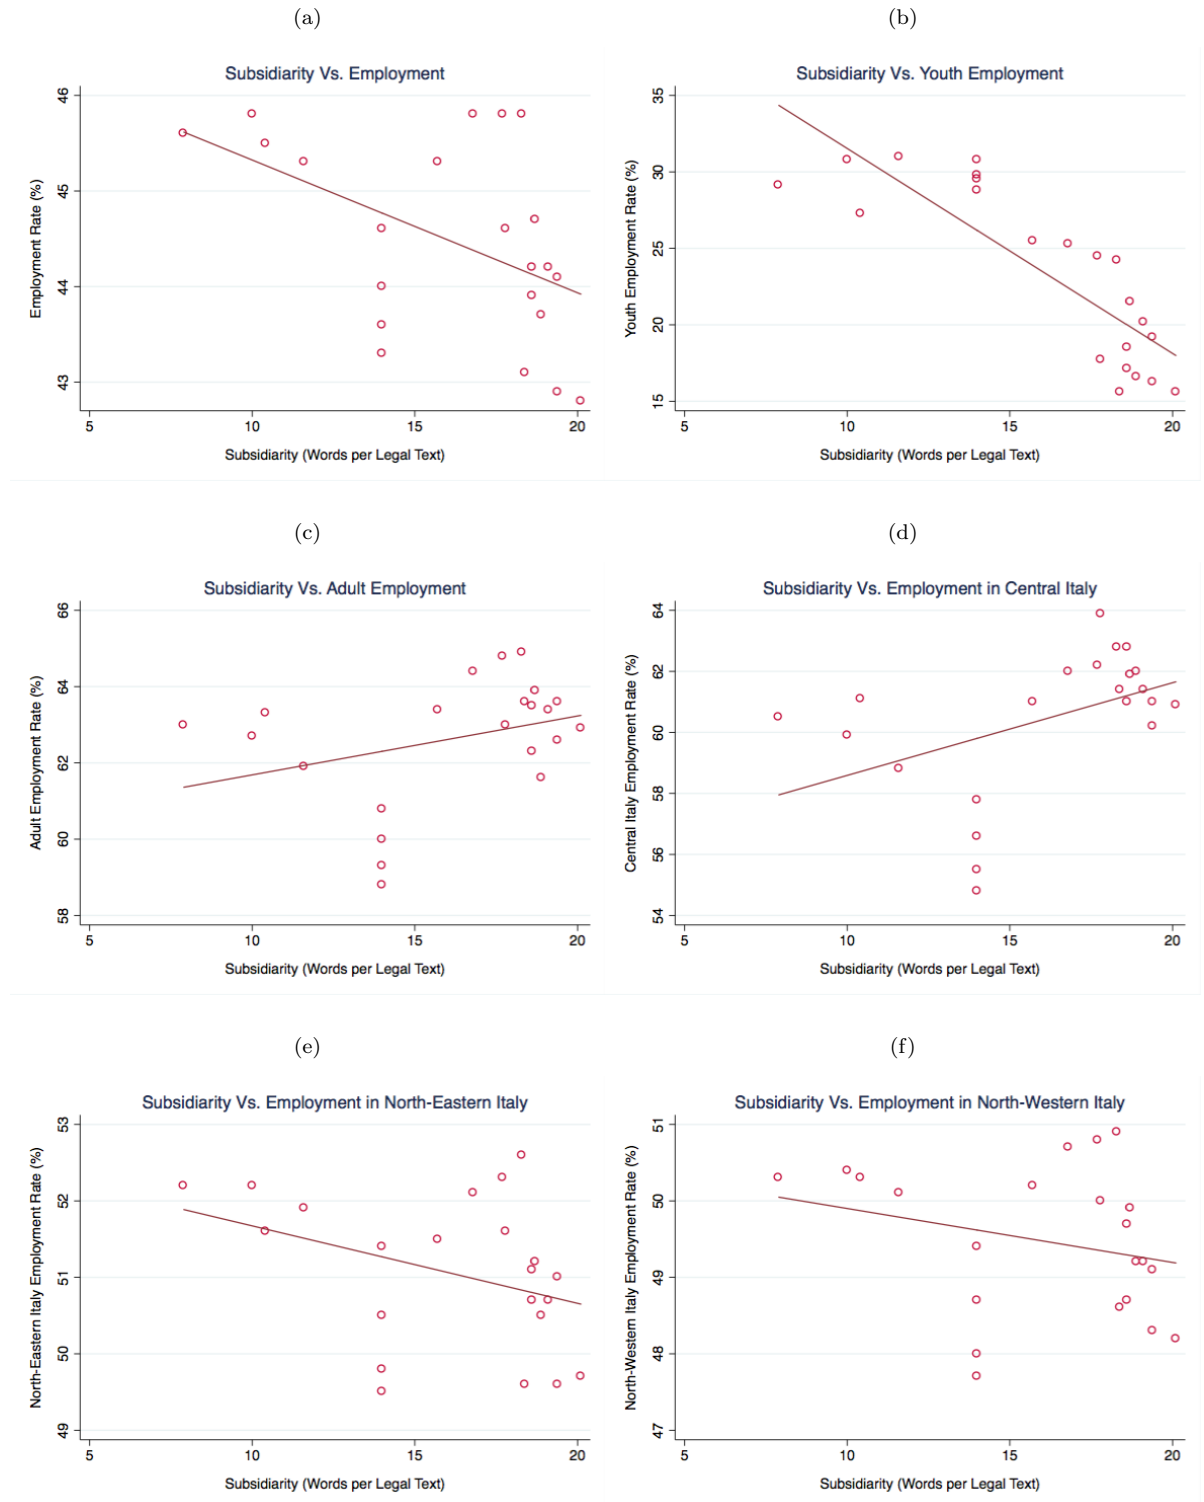 (a)
Subsidiarity Vs. Employment
Employment Rate (%)
46
45
44
43
5 10 15 20
Subsidiarity (Words per Legal Text)
(b)
Subsidiarity Vs. Youth Employment
Youth Employment Rate (%)
35
30
25
20
15
5 10 15 20
Subsidiarity (Words per Legal Text)
(c)
Subsidiarity Vs. Adult Employment
Adult Employment Rate (%)
66
64
62
60
58
5 10 15 20
Subsidiarity (Words per Legal Text)
(d)
Subsidiarity Vs. Employment in Central Italy
Central Italy Employment Rate (%)
64
62
60
58
56
54
5 10 15 20
Subsidiarity (Words per Legal Text)
(e)
Subsidiarity Vs. Employment in North-Eastern Italy
North-Eastern Italy Employment Rate (%)
53
52
51
50
49
5 10 15 20
Subsidiarity (Words per Legal Text)
(f)
Subsidiarity Vs. Employment in North-Western Italy
North-Western Italy Employment Rate (%)
51
50
49
48
47
5 10 15 20
Subsidiarity (Words per Legal Text)